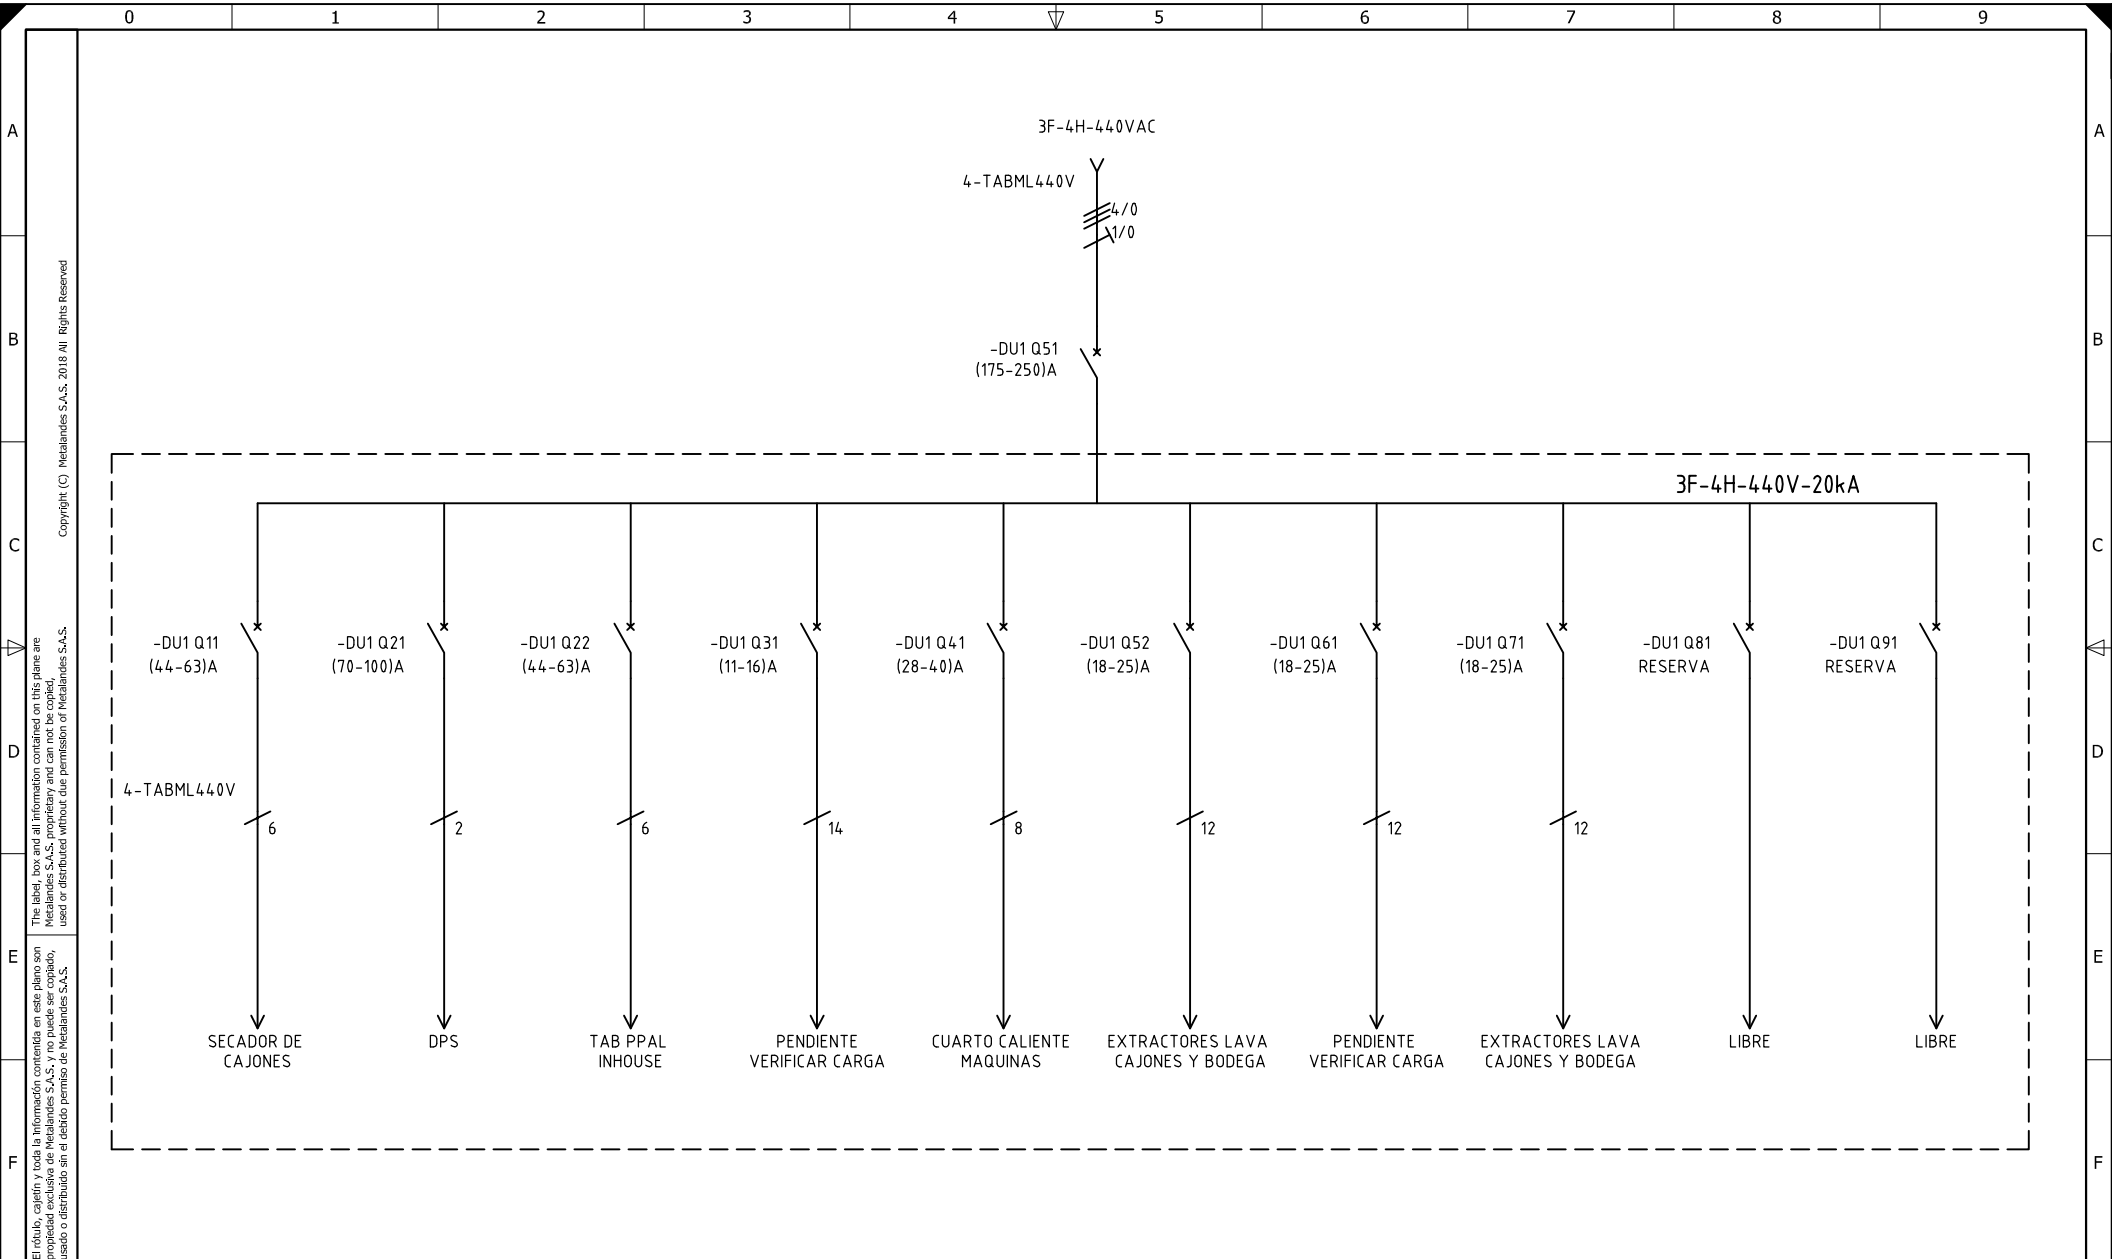 0 1 2 3 4 5 6 7 8 9
A A
B B
C C
D D
E E
F F
Copyright (C) Metalandes S.A.S. 2018 All Rights Reserved
The label, box and all information contained on this plane are
Metalandes S.A.S. proprietary and can not be copied,
used or distributed without due permission of Metalandes S.A.S.
El rótulo, cajetín y toda la información contenida en este plano son
propiedad exclusiva de Metalandes S.A.S. y no puede ser copiado,
usado o distribuido sin el debido permiso de Metalandes S.A.S.
3F-4H-440VAC
4-TABML440V
4/0
1/0
-DU1 Q51
(175-250)A
3F-4H-440V-20kA
-DU1 Q11
(44-63)A
-DU1 Q21
(70-100)A
-DU1 Q22
(44-63)A
-DU1 Q31
(11-16)A
-DU1 Q41
(28-40)A
-DU1 Q52
(18-25)A
-DU1 Q61
(18-25)A
-DU1 Q71
(18-25)A
-DU1 Q81
RESERVA
-DU1 Q91
RESERVA
4-TABML440V
6 2 6 14 8 12 12 12
SECADOR DE
CAJONES
DPS
TAB PPAL
INHOUSE
PENDIENTE
VERIFICAR CARGA
CUARTO CALIENTE
MAQUINAS
EXTRACTORES LAVA
CAJONES Y BODEGA
PENDIENTE
VERIFICAR CARGA
EXTRACTORES LAVA
CAJONES Y BODEGA
LIBRE
LIBRE